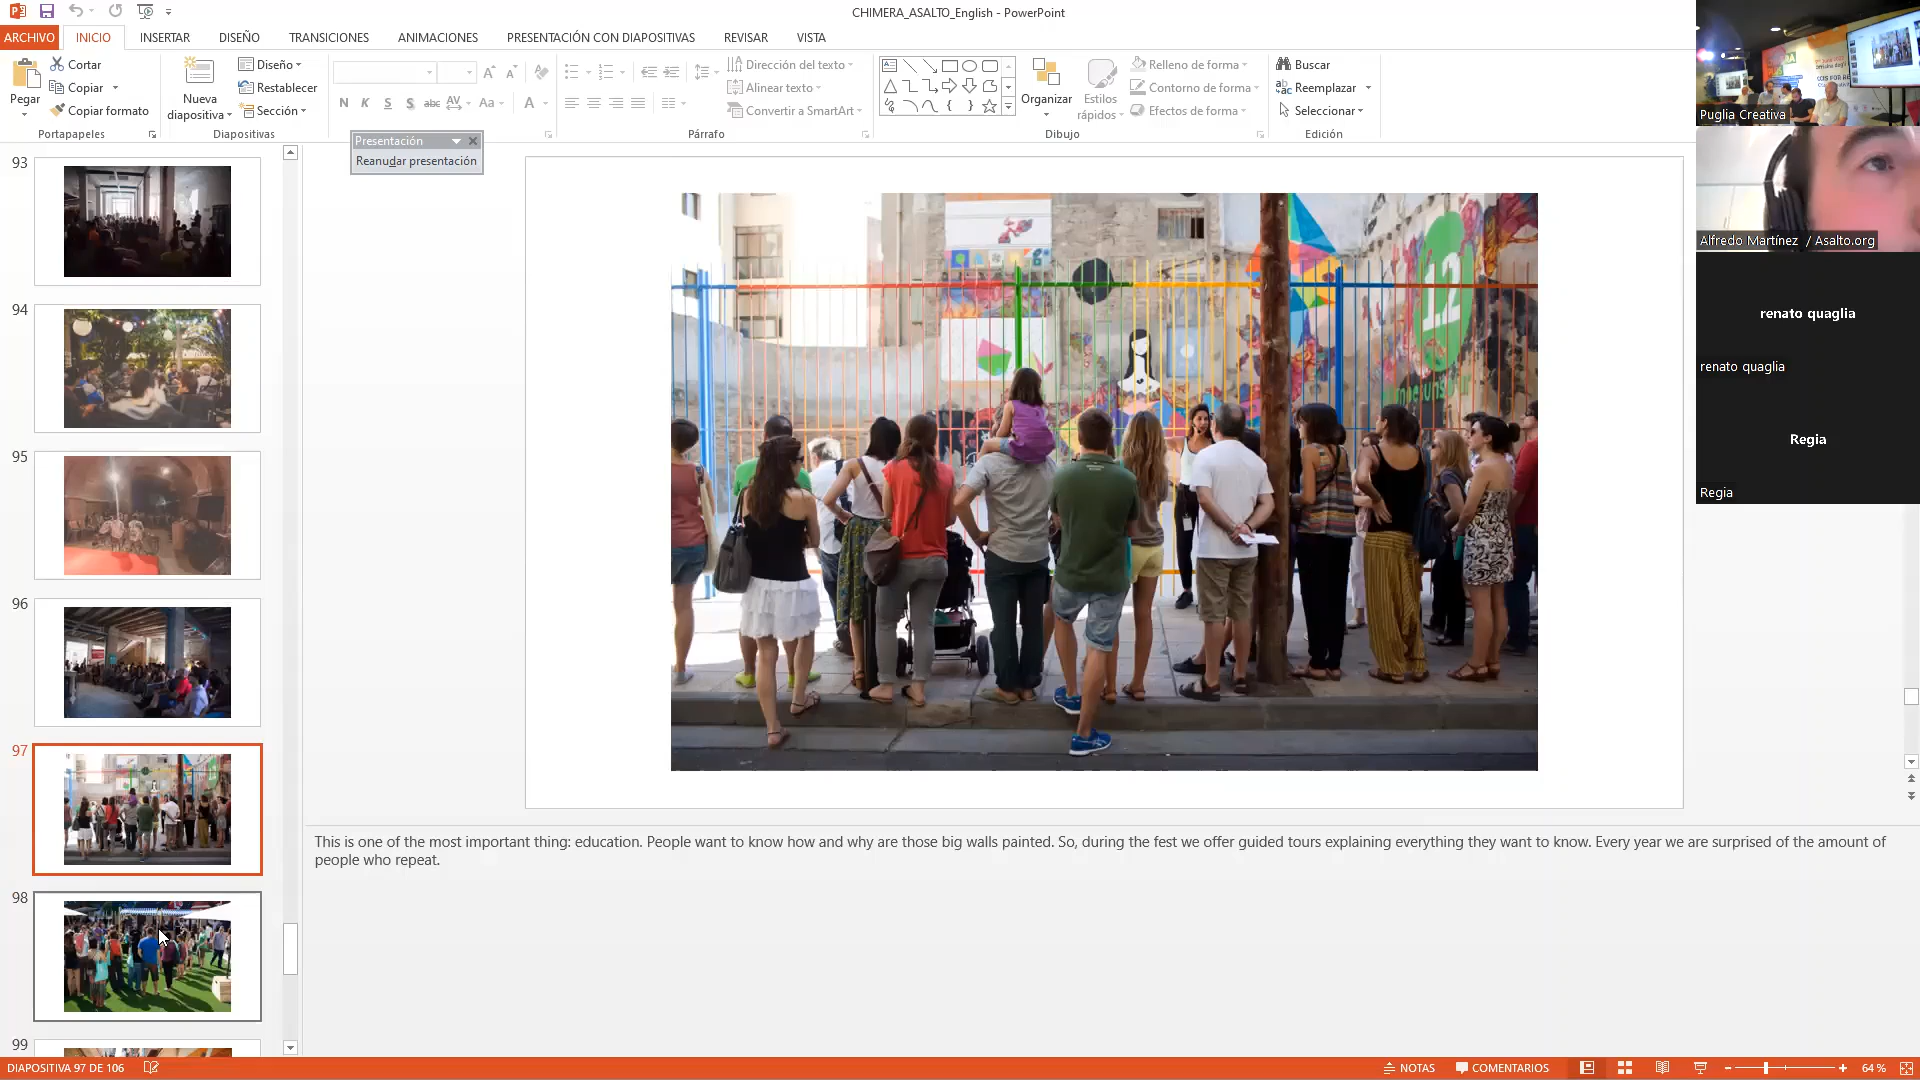 CHIMERA_ASALTO_English - PowerPoint
ARCHIVO INICIO INSERTAR DISEÑO TRANSICIONES ANIMACIONES PRESENTACIÓN CON DIAPOSITIVAS REVISAR VISTA
Pegar
Cortar
Copiar
Copiar formato
Portapapeles
Nueva
diapositiva
Diseño
Restablecer
Sección
Diapositivas
N K S S abc AV Aa A
Dirección del texto
Alinear texto
Convertir a SmartArt
Párrafo
Organizar
Estilos
rápidos
Relleno de forma
Contorno de forma
Efectos de forma
Dibujo
Buscar
Reemplazar
Seleccionar
Edición
Presentación
Reanudar presentación
93
94
95
96
97
98
99
12
This is one of the most important thing: education. People want to know how and why are those big walls painted. So, during the fest we offer guided tours explaining everything they want to know. Every year we are surprised of the amount of
people who repeat.
Puglia Creativa
Alfredo Martínez / Asalto.org
renato quaglia
renato quaglia
Regia
Regia
DIAPOSITIVA 97 DE 106
NOTAS COMENTARIOS 64 %